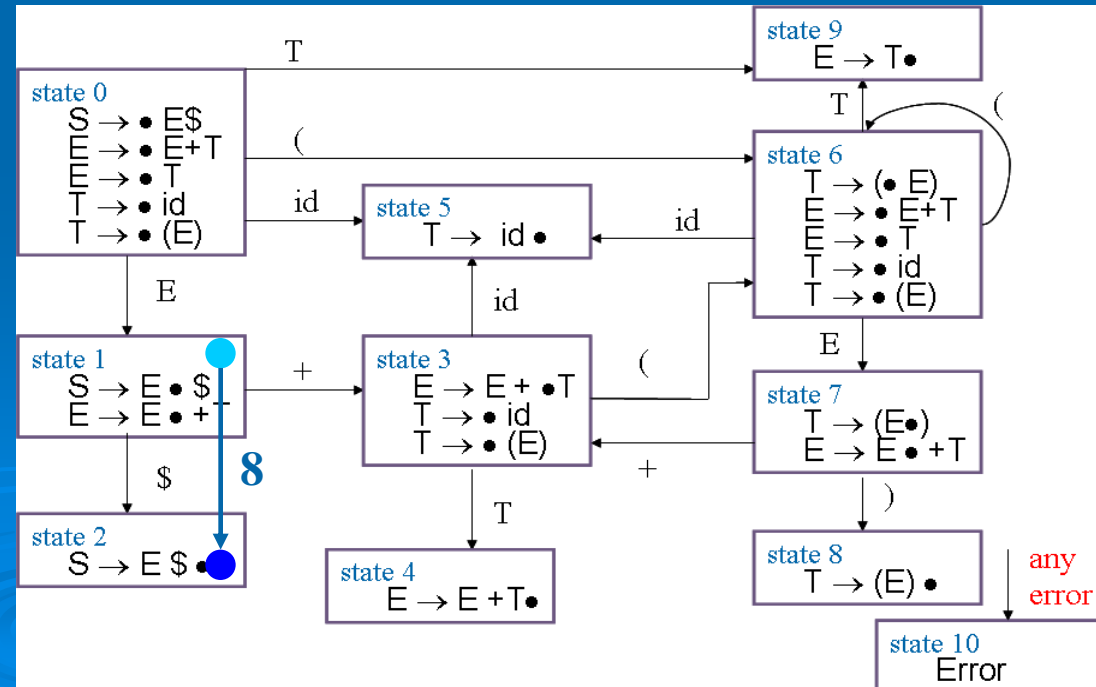 state 0
S → • E$
E → • E+T
E → • T
T → • id
T → • (E)
T
(
id
E
state 9
E → T•
T
(
state 6
T → (• E)
E → • E+T
E → • T
T → • id
T → • (E)
state 5
T → id •
id
id
state 1
S → E • $
E → E • +T
+
state 3
E → E + •T
T → • id
T → • (E)
(
E
state 7
T → (E•)
E → E • +T
+
$
8
T
)
state 2
S → E $ •
state 4
E → E +T•
state 8
T → (E) •
any
error
state 10
Error